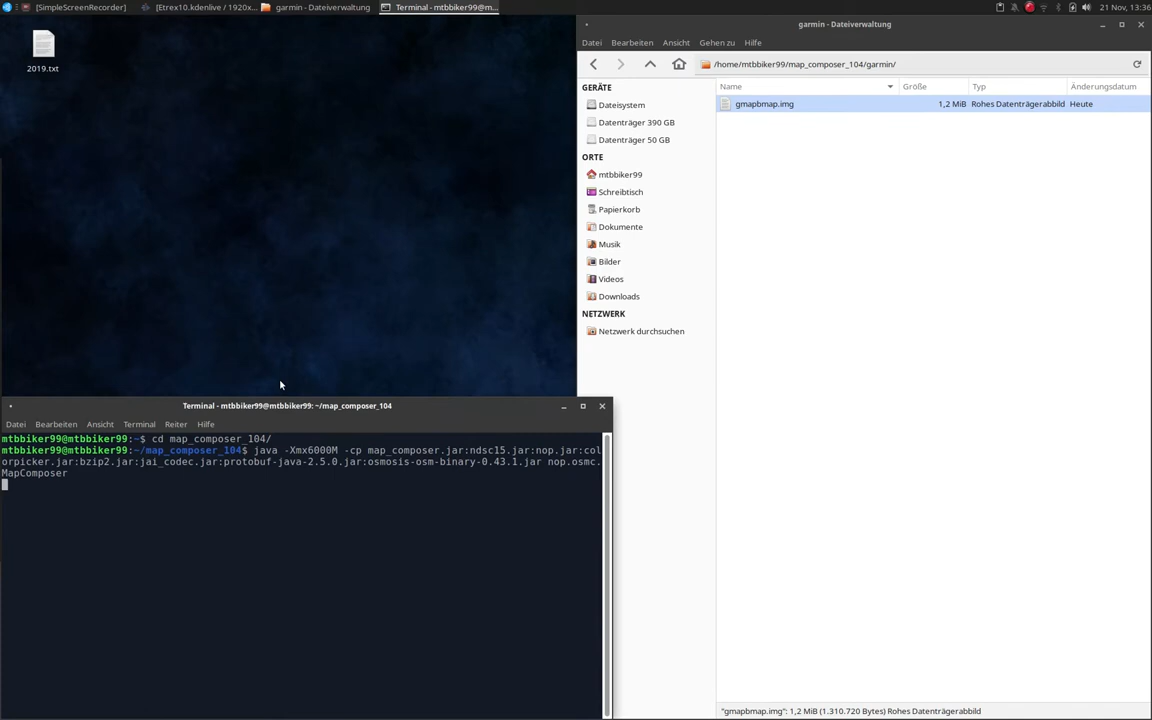 [SimpleScreenRecorder]
[Etrex10.kdenlive / 1920x...
garmin - Dateiverwaltung
Terminal - mtbbiker99@m...
21 Nov, 13:36
2019.txt
garmin - Dateiverwaltung
Datei Bearbeiten Ansicht Gehen zu Hilfe
/home/mtbbiker99/map_composer_104/garmin/
GERÄTE
Dateisystem
Datenträger 390 GB
Datenträger 50 GB
ORTE
mtbbiker99
Schreibtisch
Papierkorb
Dokumente
Musik
Bilder
Videos
Downloads
NETZWERK
Netzwerk durchsuchen
Name Größe Typ Änderungsdatum
gmapbmap.img 1,2 MiB Rohes Datenträgerabbild Heute
"gmapbmap.img": 1,2 MiB (1.310.720 Bytes) Rohes Datenträgerabbild
Terminal - mtbbiker99@mtbbiker99: ~/map_composer_104
Datei Bearbeiten Ansicht Terminal Reiter Hilfe
mtbbiker99@mtbbiker99:~$ cd map_composer_104/
mtbbiker99@mtbbiker99:~/map_composer_104$ java -Xmx6000M -cp map_composer.jar:ndsc15.jar:nop.jar:col
orpicker.jar:bzip2.jar:jai_codec.jar:protobuf-java-2.5.0.jar:osmosis-osm-binary-0.43.1.jar nop.osmc.
MapComposer